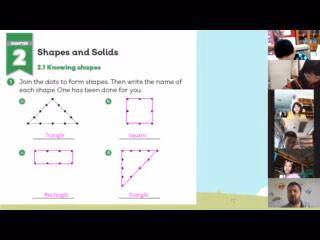 CHAPTER
2
Shapes and Solids
2.1 Knowing shapes
1 Join the dots to form shapes. Then write the name of
each shape. One has been done for you.
a
b
Triangle
Square
c
d
Rectangle
Triangle